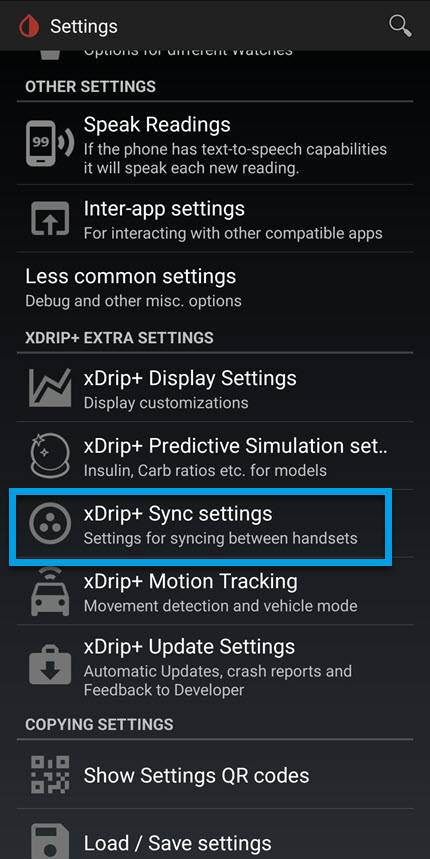 Settings
Options for different Watches
OTHER SETTINGS
Speak Readings
99
If the phone has text-to-speech capabilities
it will speak each new reading.
Inter-app settings
For interacting with other compatible apps
Less common settings
Debug and other misc. options
XDRIP+ EXTRA SETTINGS
xDrip+ Display Settings
Display customizations
xDrip+ Predictive Simulation set..
Insulin, Carb ratios etc. for models
xDrip+ Sync settings
Settings for syncing between handsets
xDrip+ Motion Tracking
Movement detection and vehicle mode
xDrip+ Update Settings
Automatic Updates, crash reports and
Feedback to Developer
COPYING SETTINGS
Show Settings QR codes
Load / Save settings